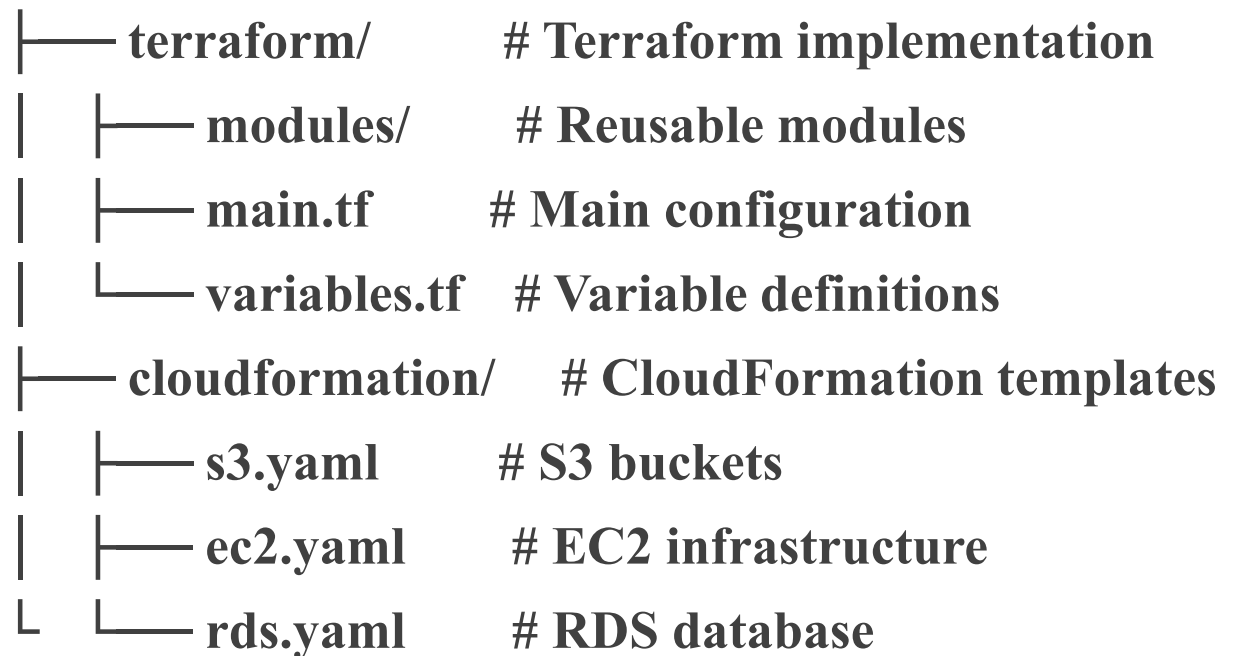 ├── terraform/ # Terraform implementation
│ ├── modules/ # Reusable modules
│ ├── main.tf # Main configuration
│ └── variables.tf # Variable definitions
├── cloudformation/ # CloudFormation templates
│ ├── s3.yaml # S3 buckets
│ ├── ec2.yaml # EC2 infrastructure
└ └── rds.yaml # RDS database